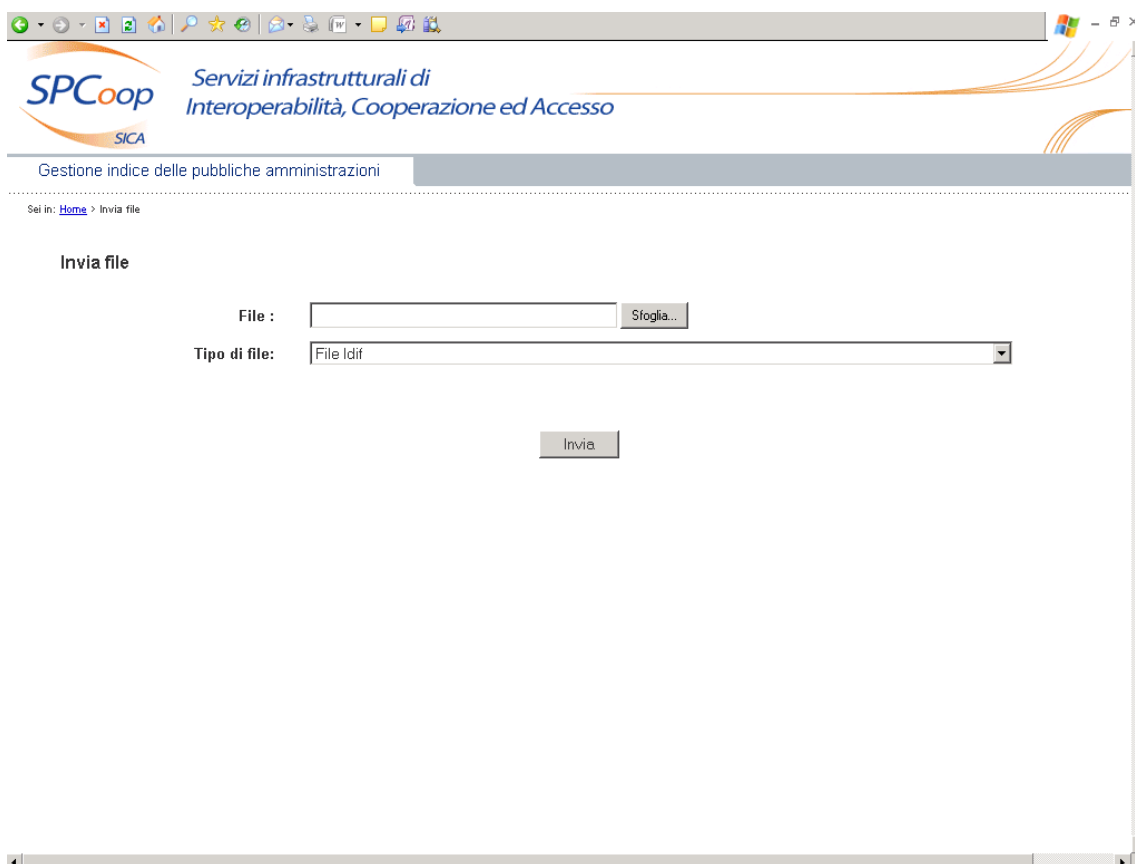 SPCoop
SICA
Servizi infrastrutturali di
Interoperabilità, Cooperazione ed Accesso
Gestione indice delle pubbliche amministrazioni
Sei in: Home > Invia file
Invia file
File :
Sfoglia...
Tipo di file:
File ldif
Invia